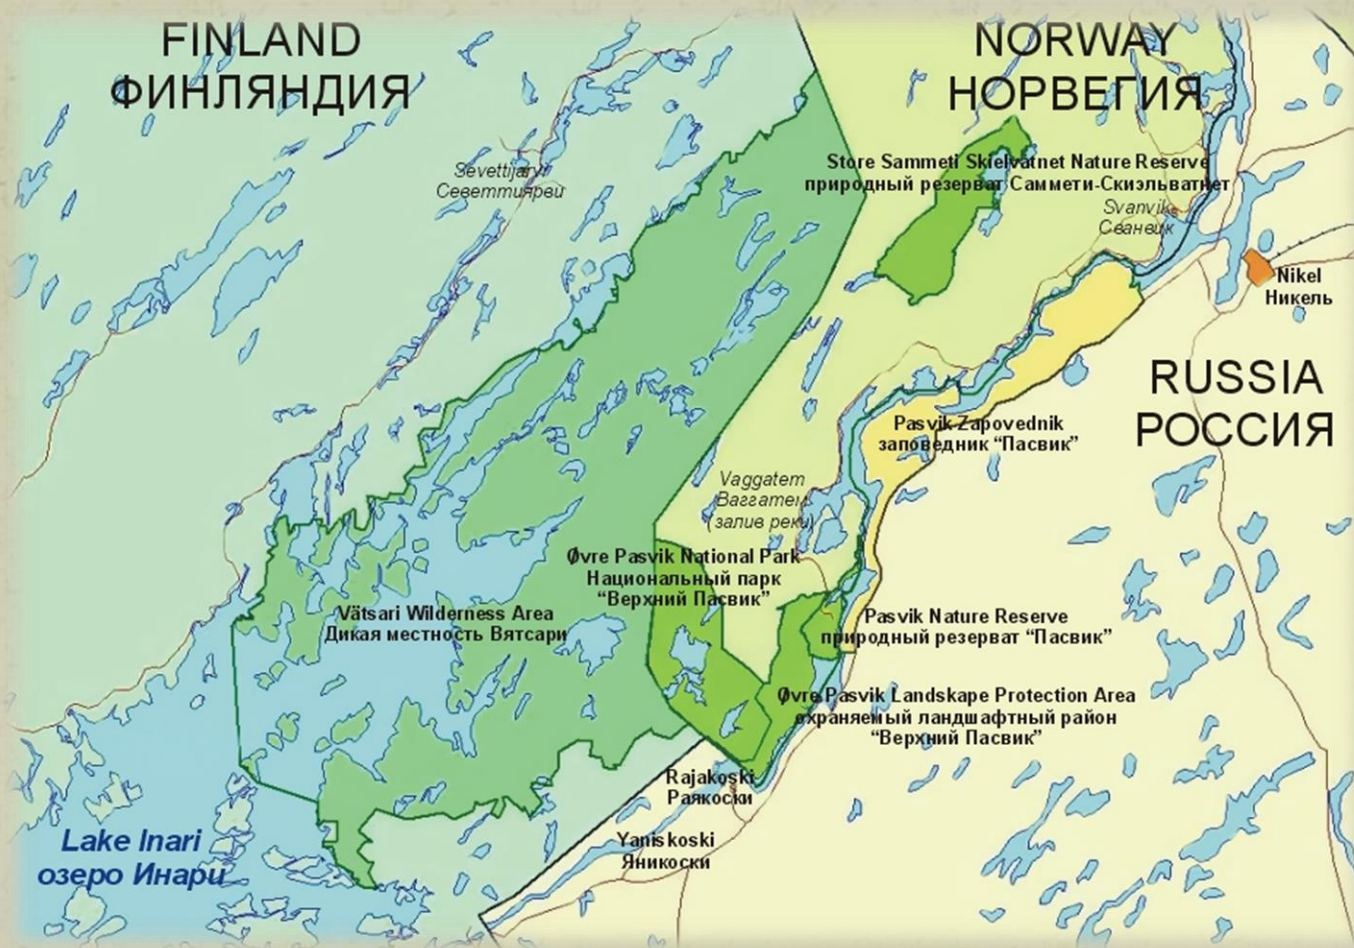 FINLAND
ФИНЛЯНДИЯ
NORWAY
НОРВЕГИЯ
Sevettijarvi
Севеттиярви
Store Sammeti Skielvatnet Nature Reserve
природный резерват Саммети-Скиэльватнет
Svanvik
Сванвик
Nikel
Никель
RUSSIA
РОССИЯ
Pasvik Zapovednik
заповедник “Пасвик”
Vaggatem
Ваггатем
(залив реки)
Øvre Pasvik National Park
Национальный парк
“Верхний Пасвик”
Vätsari Wilderness Area
Дикая местность Вятсари
Pasvik Nature Reserve
природный резерват “Пасвик”
Øvre Pasvik Landskape Protection Area
охраняемый ландшафтный район
“Верхний Пасвик”
Rajakoski
Раякоски
Yaniskoski
Яникоски
Lake Inari
озеро Инари